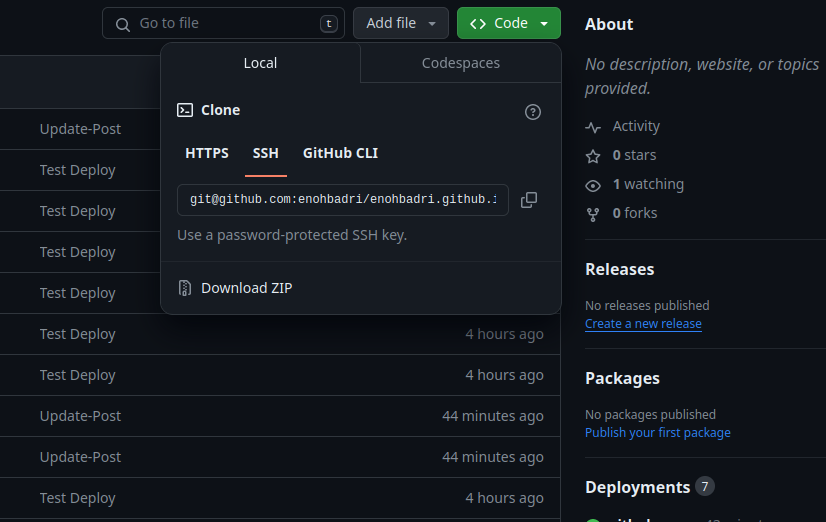 Go to file
t
Add file
Code
Local
Codespaces
Clone
HTTPS
SSH
GitHub CLI
git@github.com:enohbadri/enohbadri.github.i
Use a password-protected SSH key.
Download ZIP
Update-Post
Test Deploy
Test Deploy
Test Deploy
Test Deploy
Test Deploy 4 hours ago
Test Deploy 4 hours ago
Update-Post 44 minutes ago
Update-Post 44 minutes ago
Test Deploy 4 hours ago
About
No description, website, or topics
provided.
Activity
0 stars
1 watching
0 forks
Releases
No releases published
Create a new release
Packages
No packages published
Publish your first package
Deployments 7